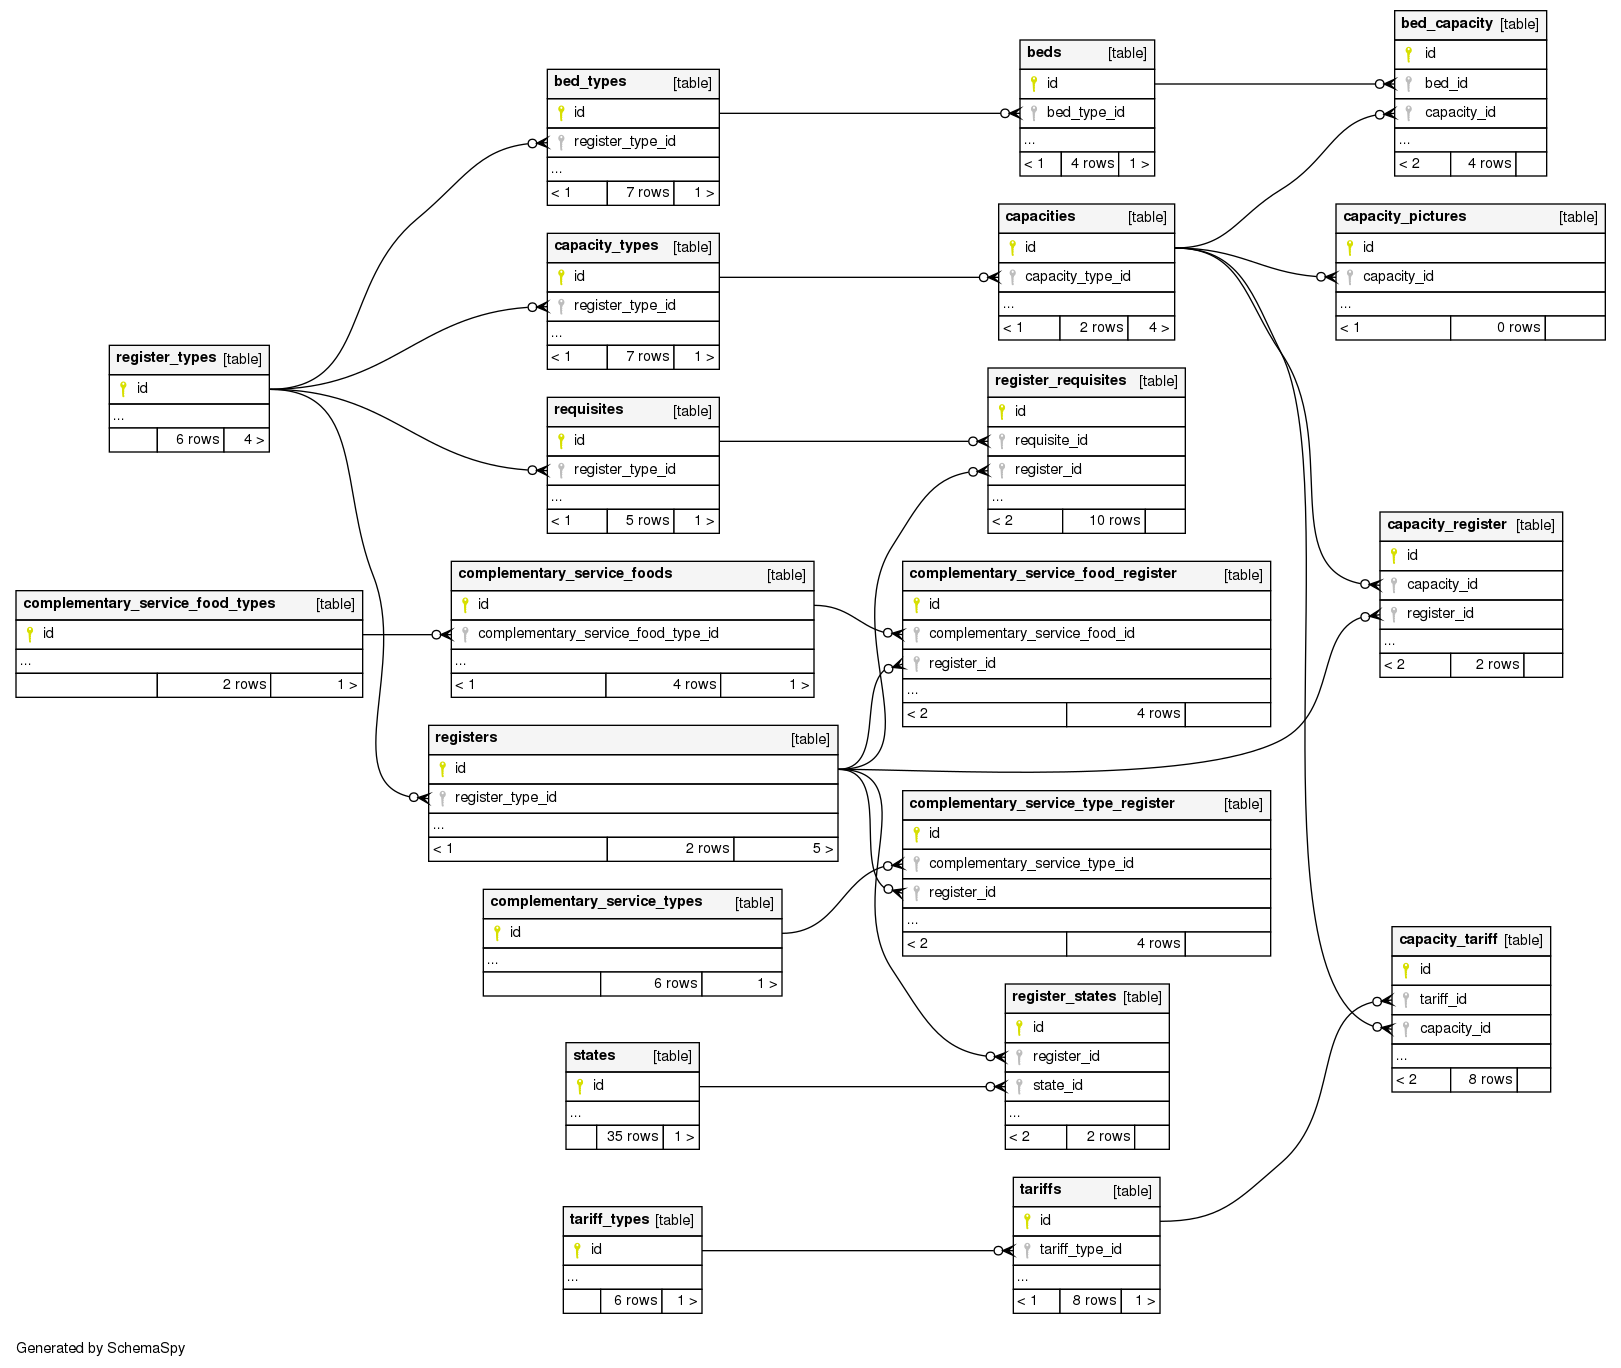 bed_capacity [table]
id
bed_id
capacity_id
...
< 2 4 rows
beds [table]
id
bed_type_id
...
< 1 4 rows 1 >
bed_types [table]
id
register_type_id
...
< 1 7 rows 1 >
capacities [table]
id
capacity_type_id
...
< 1 2 rows 4 >
capacity_pictures [table]
id
capacity_id
...
< 1 0 rows
capacity_types [table]
id
register_type_id
...
< 1 7 rows 1 >
register_types [table]
id
...
6 rows 4 >
register_requisites [table]
id
requisite_id
register_id
...
< 2 10 rows
requisites [table]
id
register_type_id
...
< 1 5 rows 1 >
capacity_register [table]
id
capacity_id
register_id
...
< 2 2 rows
complementary_service_foods [table]
id
complementary_service_food_type_id
...
< 1 4 rows 1 >
complementary_service_food_register [table]
id
complementary_service_food_id
register_id
...
< 2 4 rows
complementary_service_food_types [table]
id
...
2 rows 1 >
registers [table]
id
register_type_id
...
< 1 2 rows 5 >
complementary_service_type_register [table]
id
complementary_service_type_id
register_id
...
< 2 4 rows
complementary_service_types [table]
id
...
6 rows 1 >
capacity_tariff [table]
id
tariff_id
capacity_id
...
< 2 8 rows
register_states [table]
id
register_id
state_id
...
< 2 2 rows
states [table]
id
...
35 rows 1 >
tariffs [table]
id
tariff_type_id
...
< 1 8 rows 1 >
tariff_types [table]
id
...
6 rows 1 >
Generated by SchemaSpy